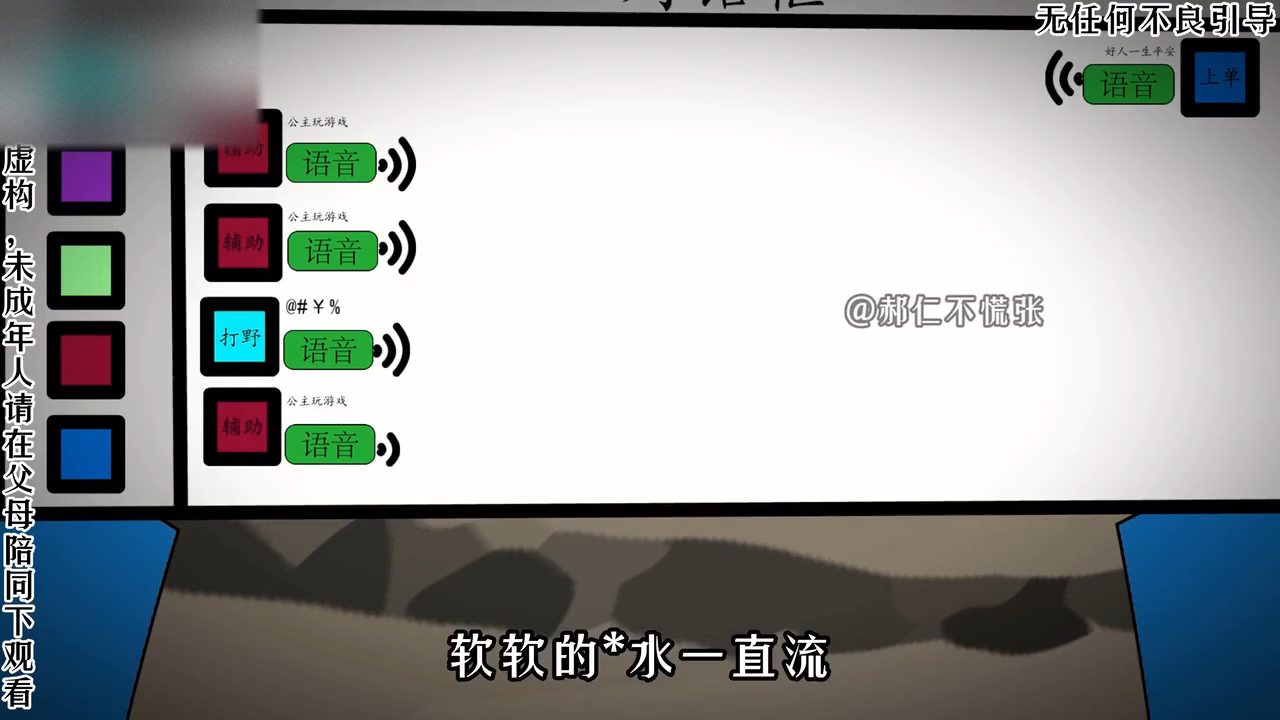 无任何不良引导
好人一生平安
语音
上单
公主玩游戏
辅助
语音
公主玩游戏
辅助
语音
@#￥%
打野
语音
公主玩游戏
辅助
语音
@郝仁不慌张
虚构，未成年人请在父母陪同下观看
软软的*水一直流